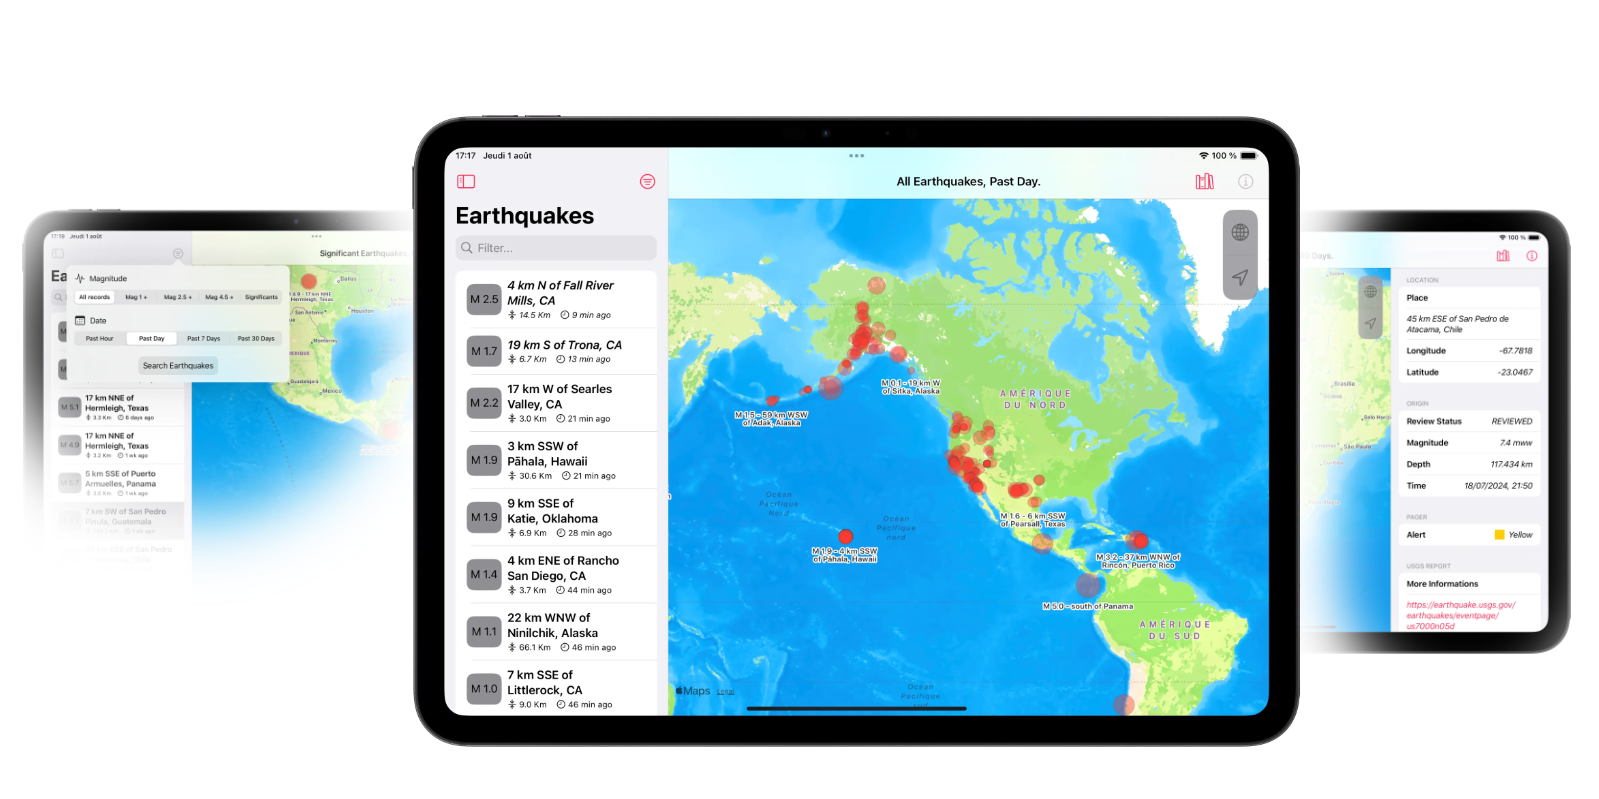 17:19 Jeudi 1 août
Significant Earthquakes,
Ea
Magnitude
All records
Mag 1 +
Mag 2.5 +
Mag 4.5 +
Significants
Date
Past Hour
Past Day
Past 7 Days
Past 30 Days
Search Earthquakes
Dallas
Hermleigh, Texas
San Antonio
Houston
Monterrey
Guadalajara
Mexico
M 5.1
17 km NNE of
Hermleigh, Texas
3.3 Km 6 days ago
M 4.9
17 km NNE of
Hermleigh, Texas
3.2 Km 1 wk ago
M 5.7
5 km SSE of Puerto
Armuelles, Panama
1 wk ago
7 km SW of San Pedro
Pinula, Guatemala
17:17 Jeudi 1 août
100 %
All Earthquakes, Past Day.
Earthquakes
Filter...
M 2.5
4 km N of Fall River
Mills, CA
14.5 Km 9 min ago
M 1.7
19 km S of Trona, CA
6.7 Km 13 min ago
M 2.2
17 km W of Searles
Valley, CA
3.0 Km 21 min ago
M 1.9
3 km SSW of
Pāhala, Hawaii
30.6 Km 21 min ago
M 1.9
9 km SSE of
Katie, Oklahoma
6.9 Km 28 min ago
M 1.4
4 km ENE of Rancho
San Diego, CA
3.7 Km 44 min ago
M 1.1
22 km WNW of
Ninilchik, Alaska
66.1 Km 46 min ago
M 1.0
7 km SSE of
Littlerock, CA
9.0 Km 46 min ago
M 0.1 - 19 km W
of Sitka, Alaska
M 1.5 - 59 km WSW
of Adak, Alaska
AMÉRIQUE
DU NORD
Océan
Pacifique
Nord
Océan
Pacifique
nord
M 1.6 - 6 km SSW
of Pearsall, Texas
M 1.9 - 4 km SSW
of Pāhala, Hawaii
M 3.2 - 37 km WNW of
Rincón, Puerto Rico
M 5.0 - south of Panama
AMÉRIQUE
DU SUD
Océan
Pacifique
sud
Maps Legal
100 %
Days.
Brasília
São Paulo
Curitiba
LOCATION
Place
45 km ESE of San Pedro de
Atacama, Chile
Longitude -67.7818
Latitude -23.0467
ORIGIN
Review Status REVIEWED
Magnitude 7.4 mww
Depth 117.434 km
Time 18/07/2024, 21:50
PAGER
Alert Yellow
USGS REPORT
More Informations
https://earthquake.usgs.gov/
earthquakes/eventpage/
us7000n05d